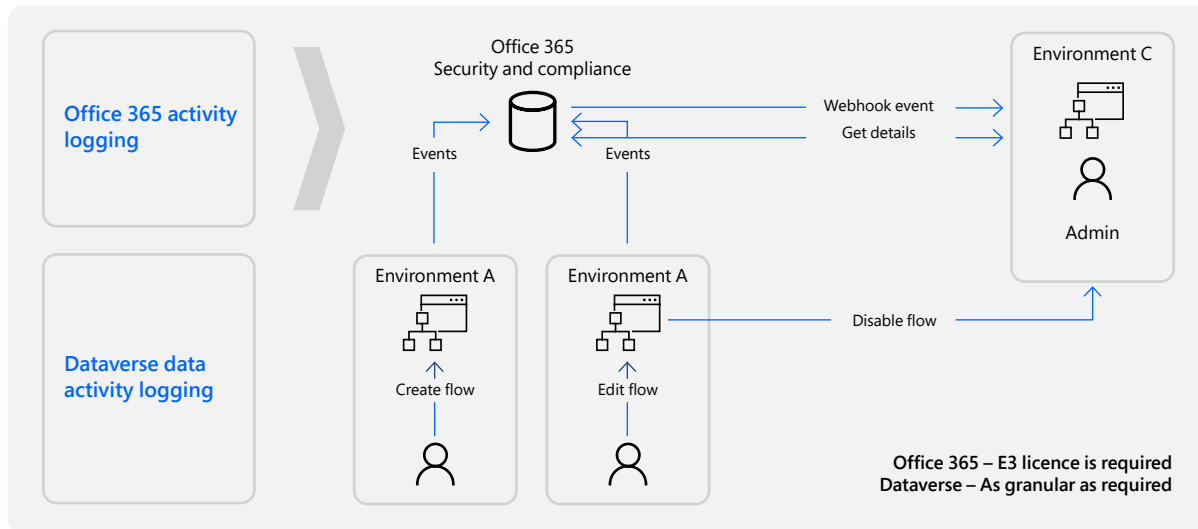 Office 365 activity
logging
Office 365
Security and compliance
Events
Events
Webhook event
Get details
Environment C
Admin
Dataverse data
activity logging
Environment A
Create flow
Environment A
Edit flow
Disable flow
Office 365 – E3 licence is required
Dataverse – As granular as required